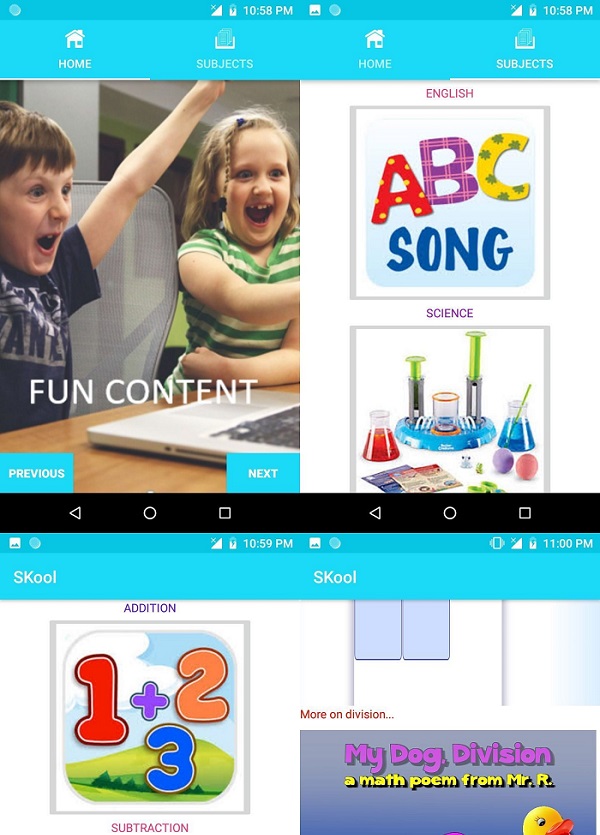 10:58 PM
HOME
SUBJECTS
FUN CONTENT
PREVIOUS
NEXT
10:58 PM
HOME
SUBJECTS
ENGLISH
ABC
SONG
SCIENCE
10:59 PM
SKool
ADDITION
1+2
3
SUBTRACTION
11:00 PM
SKool
More on division...
My Dog, Division
a math poem from Mr. R.